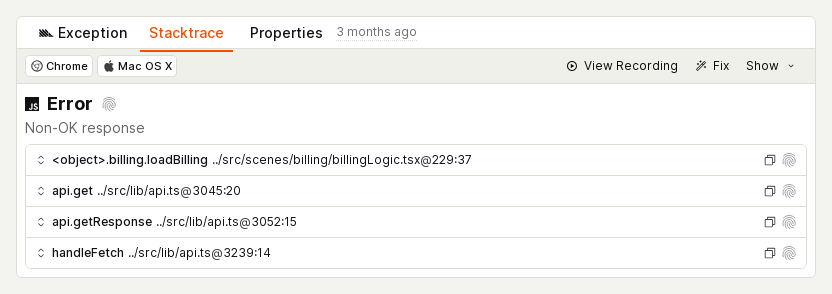 Exception Stacktrace Properties 3 months ago
Chrome Mac OS X View Recording Fix Show
JS Error
Non-OK response
<object>.billing.loadBilling ../src/scenes/billing/billingLogic.tsx@229:37
api.get ../src/lib/api.ts@3045:20
api.getResponse ../src/lib/api.ts@3052:15
handleFetch ../src/lib/api.ts@3239:14